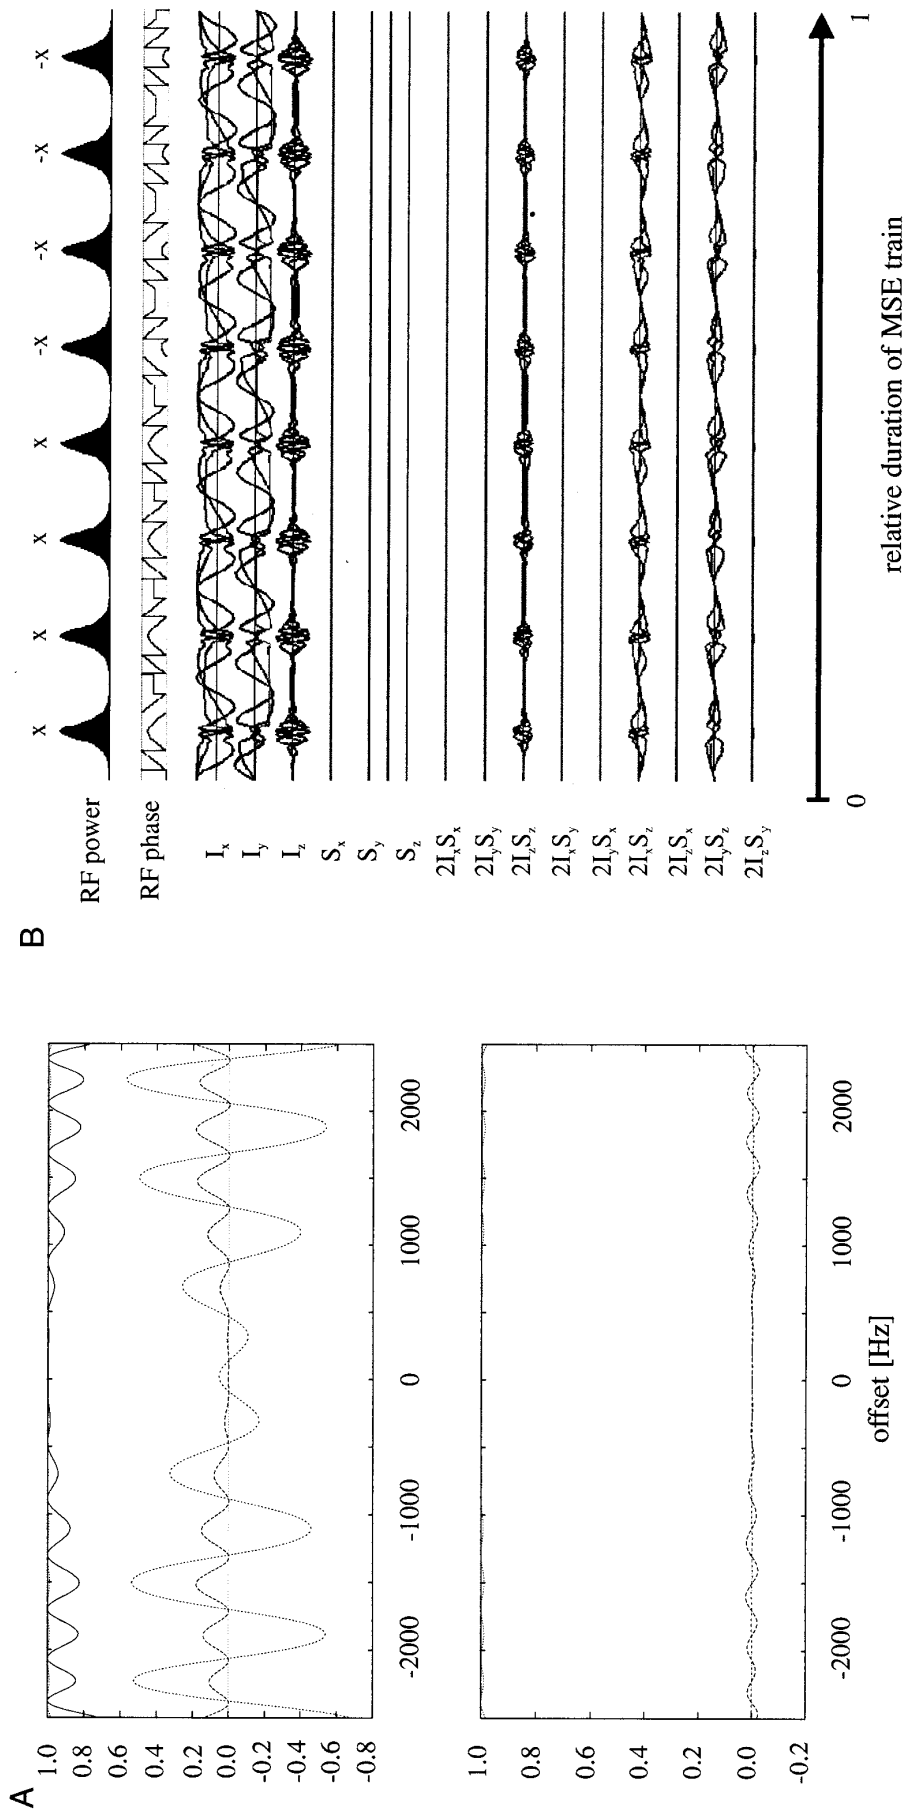 A
1.0
0.8
0.6
0.4
0.2
0.0
-0.2
-0.4
-0.6
-0.8
-2000
-1000
0
1000
2000
1.0
0.8
0.6
0.4
0.2
0.0
-0.2
-2000
-1000
0
1000
2000
offset [Hz]
B
x x x x -x -x -x -x
RF power
RF phase
Ix
Iy
Iz
Sx
Sy
Sz
2IxSx
2IySy
2IzSz
2IxSy
2IySx
2IxSz
2IzSx
2IySz
2IzSy
0
1
relative duration of MSE train